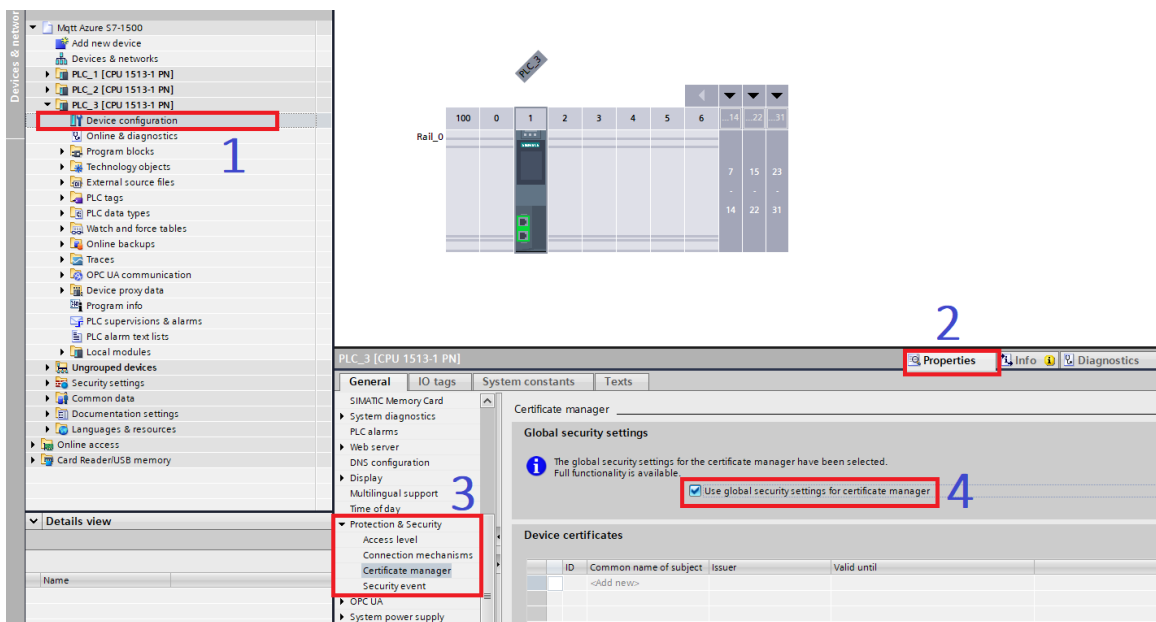 Devices & networ
Mqtt Azure S7-1500
Add new device
Devices & networks
PLC_1 [CPU 1513-1 PN]
PLC_2 [CPU 1513-1 PN]
PLC_3 [CPU 1513-1 PN]
Device configuration
1
Online & diagnostics
Program blocks
Technology objects
External source files
PLC tags
PLC data types
Watch and force tables
Online backups
Traces
OPC UA communication
Device proxy data
Program info
PLC supervisions & alarms
PLC alarm text lists
Local modules
Ungrouped devices
Security settings
Common data
Documentation settings
Languages & resources
Online access
Card Reader/USB memory
Details view
Name
PLC_3
100 0 1 2 3 4 5 6 ...14 ...22 ...31
Rail_0
SIEMENS
7 15 23
- - -
14 22 31
2
PLC_3 [CPU 1513-1 PN]
Properties Info Diagnostics
General IO tags System constants Texts
SIMATIC Memory Card
System diagnostics
PLC alarms
Web server
DNS configuration
Display
Multilingual support
Time of day
3
Protection & Security
Access level
Connection mechanisms
Certificate manager
Security event
OPC UA
System power supply
Certificate manager
Global security settings
The global security settings for the certificate manager have been selected.
Full functionality is available.
Use global security settings for certificate manager
4
Device certificates
ID Common name of subject Issuer Valid until
<Add new>